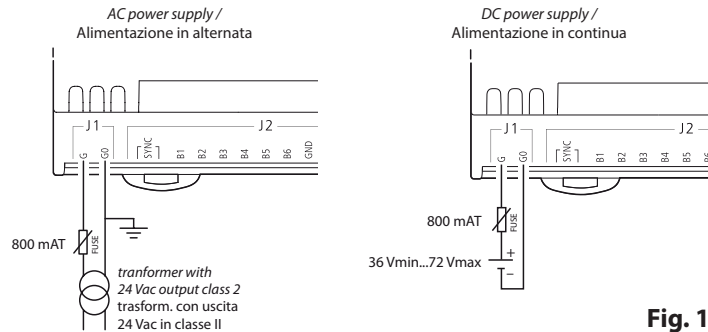 AC power supply /
Alimentazione in alternata
J1
J2
G
G0
SYNC
B1
B2
B3
B4
B5
B6
GND
800 mAT
FUSE
tranformer with
24 Vac output class 2
trasform. con uscita
24 Vac in classe II
DC power supply /
Alimentazione in continua
J1
J2
G
G0
SYNC
B1
B2
B3
B4
B5
B6
800 mAT
FUSE
36 Vmin...72 Vmax
+
–
Fig. 1